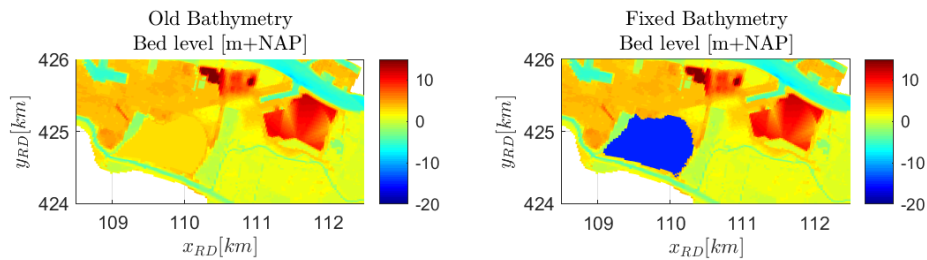 Old Bathymetry
Bed level [m+NAP]
426
425
424
y_RD[km]
109 110 111 112
x_RD[km]
10
0
-10
-20
Fixed Bathymetry
Bed level [m+NAP]
426
425
424
y_RD[km]
109 110 111 112
x_RD[km]
10
0
-10
-20